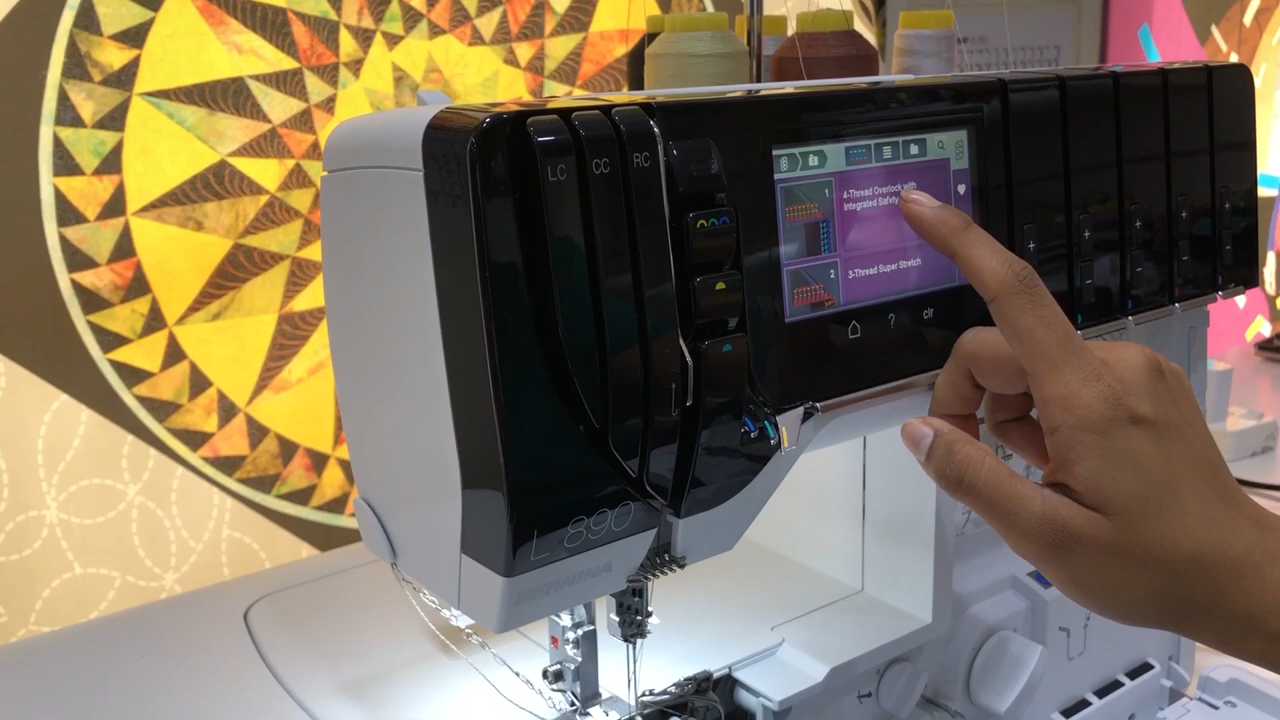 LC
CC
RC
1
4-Thread Overlock with
Integrated Safety
2
3-Thread Super Stretch
?
clr
+
+
+
+
+
L 890
BERNINA